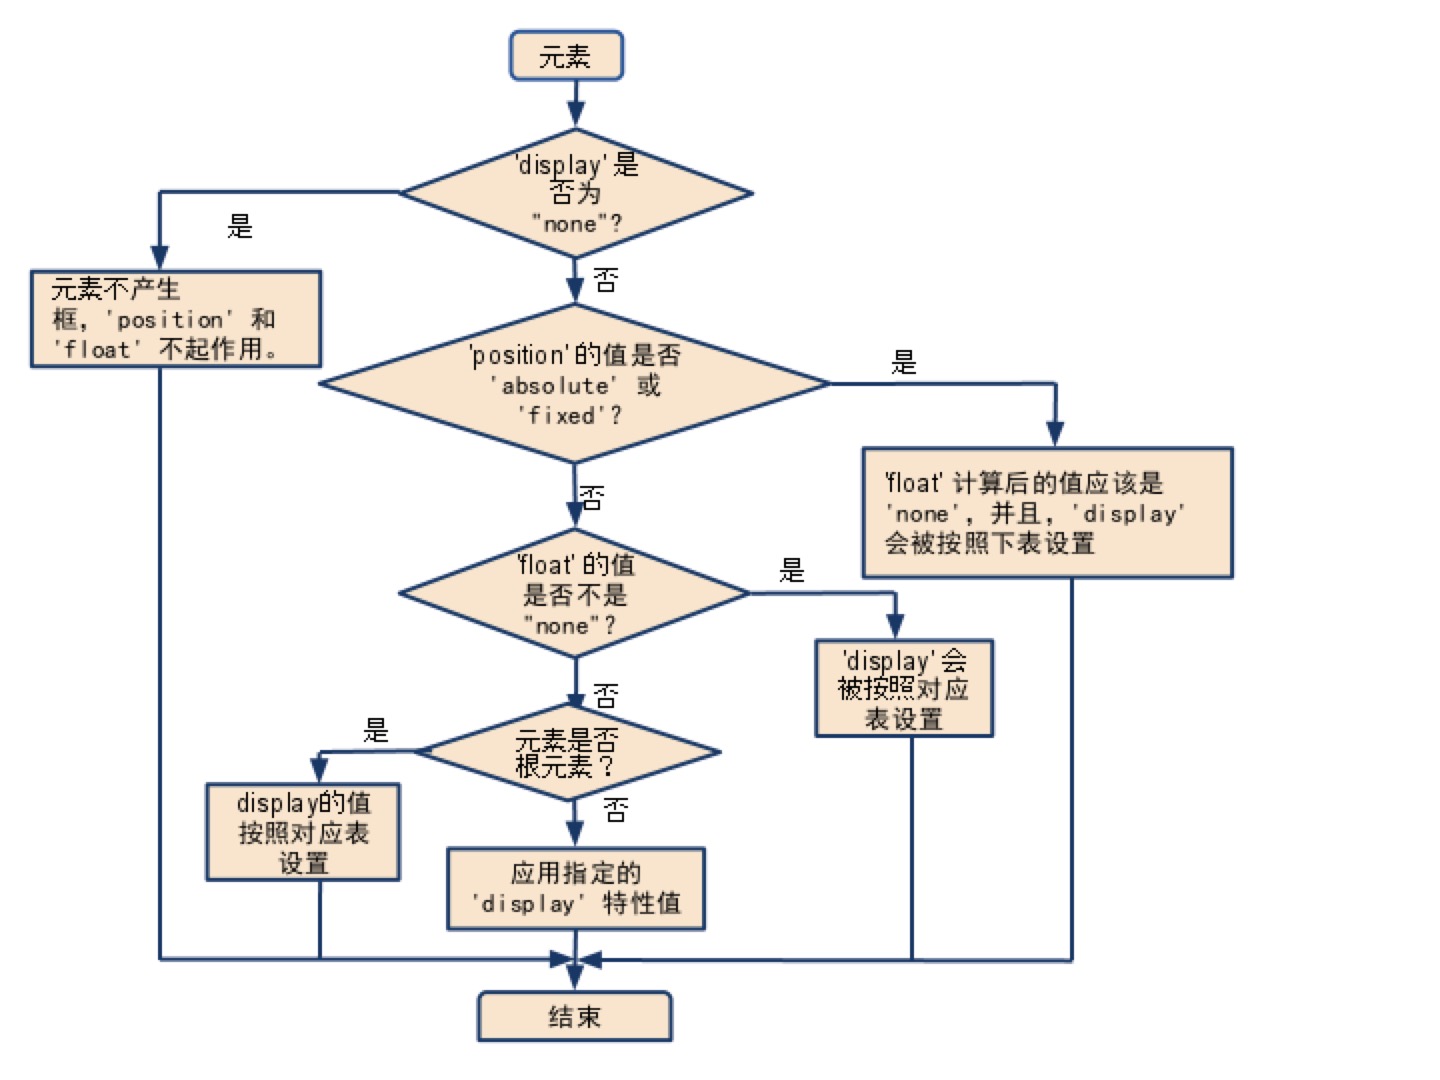 元素
'display'是
否为
"none"?
是
否
元素不产生
框，'position' 和
'float' 不起作用。
'position'的值是否
'absolute' 或
'fixed'?
是
否
'float' 计算后的值应该是
'none'，并且，'display'
会被按照下表设置
'float' 的值
是否不是
"none"?
是
否
'display'会
被按照对应
表设置
元素是否
根元素？
是
否
display的值
按照对应表
设置
应用指定的
'display' 特性值
结束